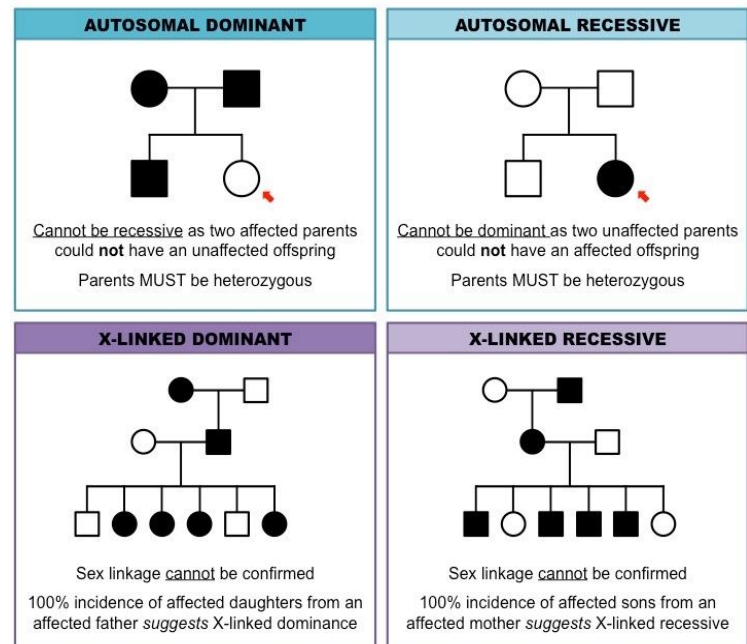 AUTOSOMAL DOMINANT
Cannot be recessive as two affected parents
could not have an unaffected offspring
Parents MUST be heterozygous
AUTOSOMAL RECESSIVE
Cannot be dominant as two unaffected parents
could not have an affected offspring
Parents MUST be heterozygous
X-LINKED DOMINANT
Sex linkage cannot be confirmed
100% incidence of affected daughters from an
affected father suggests X-linked dominance
X-LINKED RECESSIVE
Sex linkage cannot be confirmed
100% incidence of affected sons from an
affected mother suggests X-linked recessive